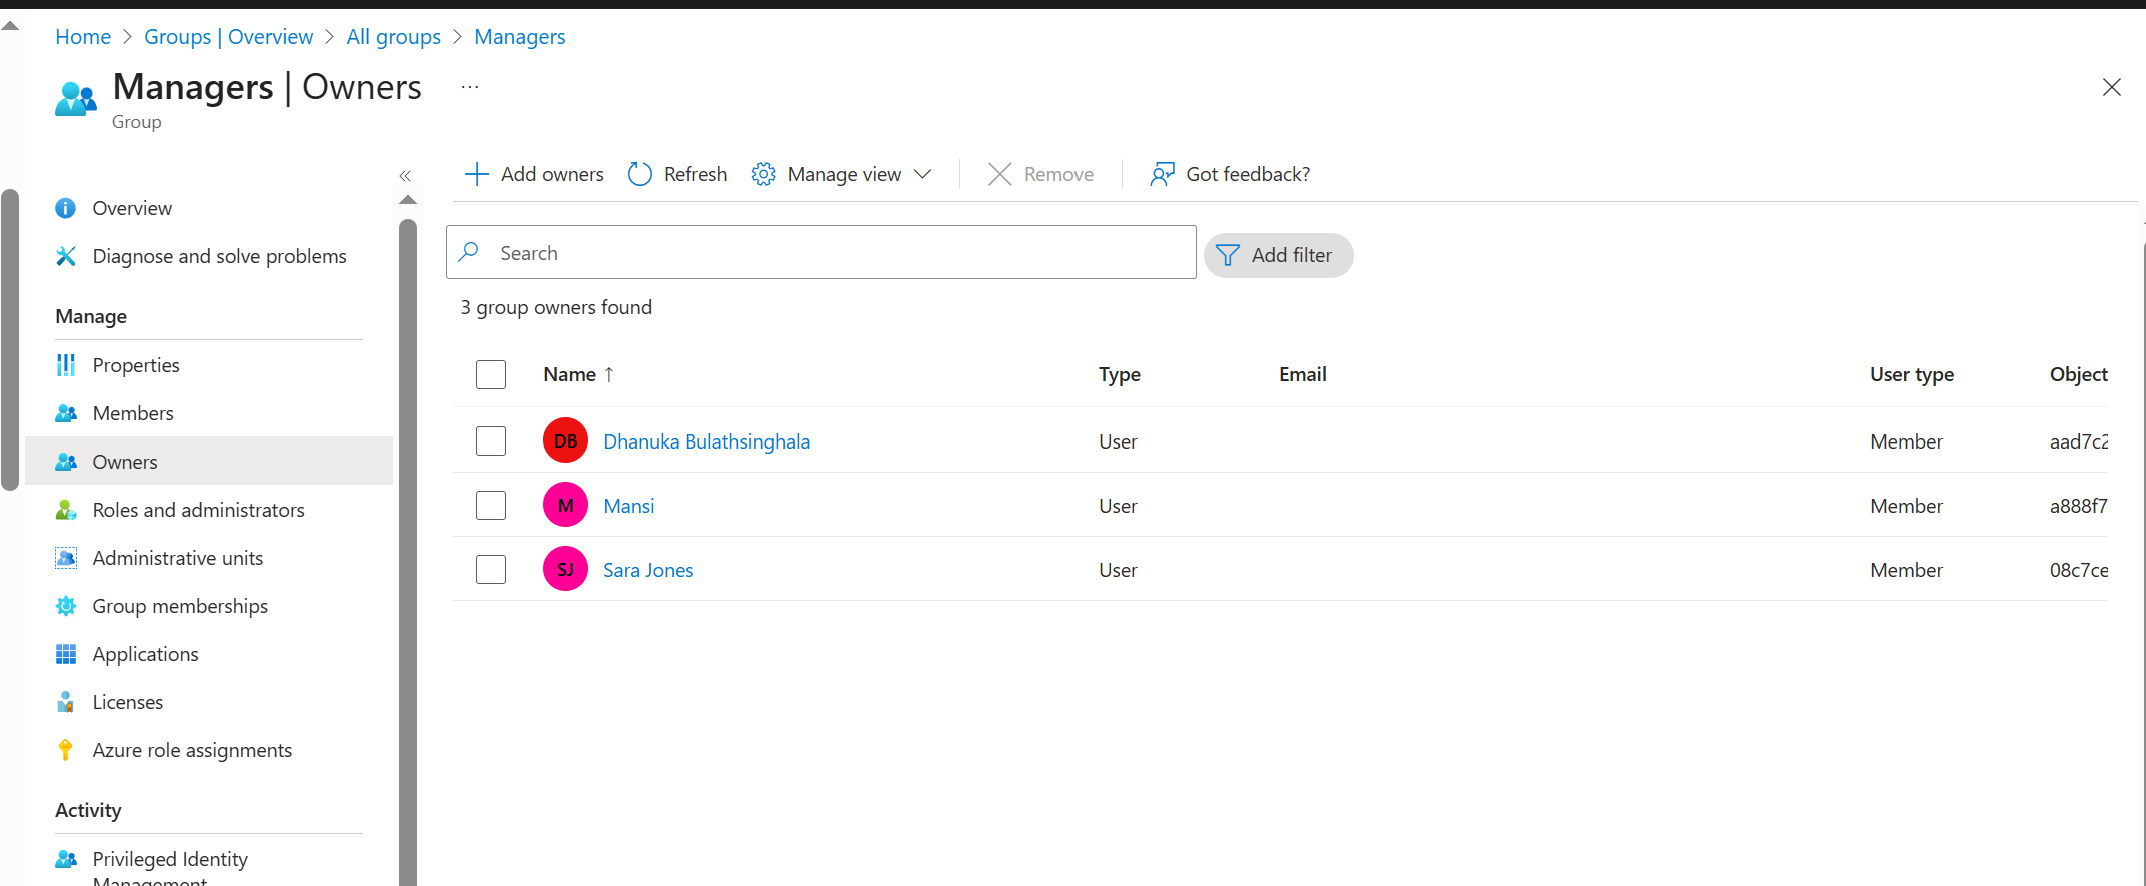 Home > Groups | Overview > All groups > Managers
Managers | Owners ...
Group
+ Add owners Refresh Manage view Remove Got feedback?
Overview
Diagnose and solve problems
Manage
Properties
Members
Owners
Roles and administrators
Administrative units
Group memberships
Applications
Licenses
Azure role assignments
Activity
Privileged Identity
Management
Search
Add filter
3 group owners found
Name ↑ Type Email User type Object
DB Dhanuka Bulathsinghala User Member aad7c2
M Mansi User Member a888f7
SJ Sara Jones User Member 08c7ce